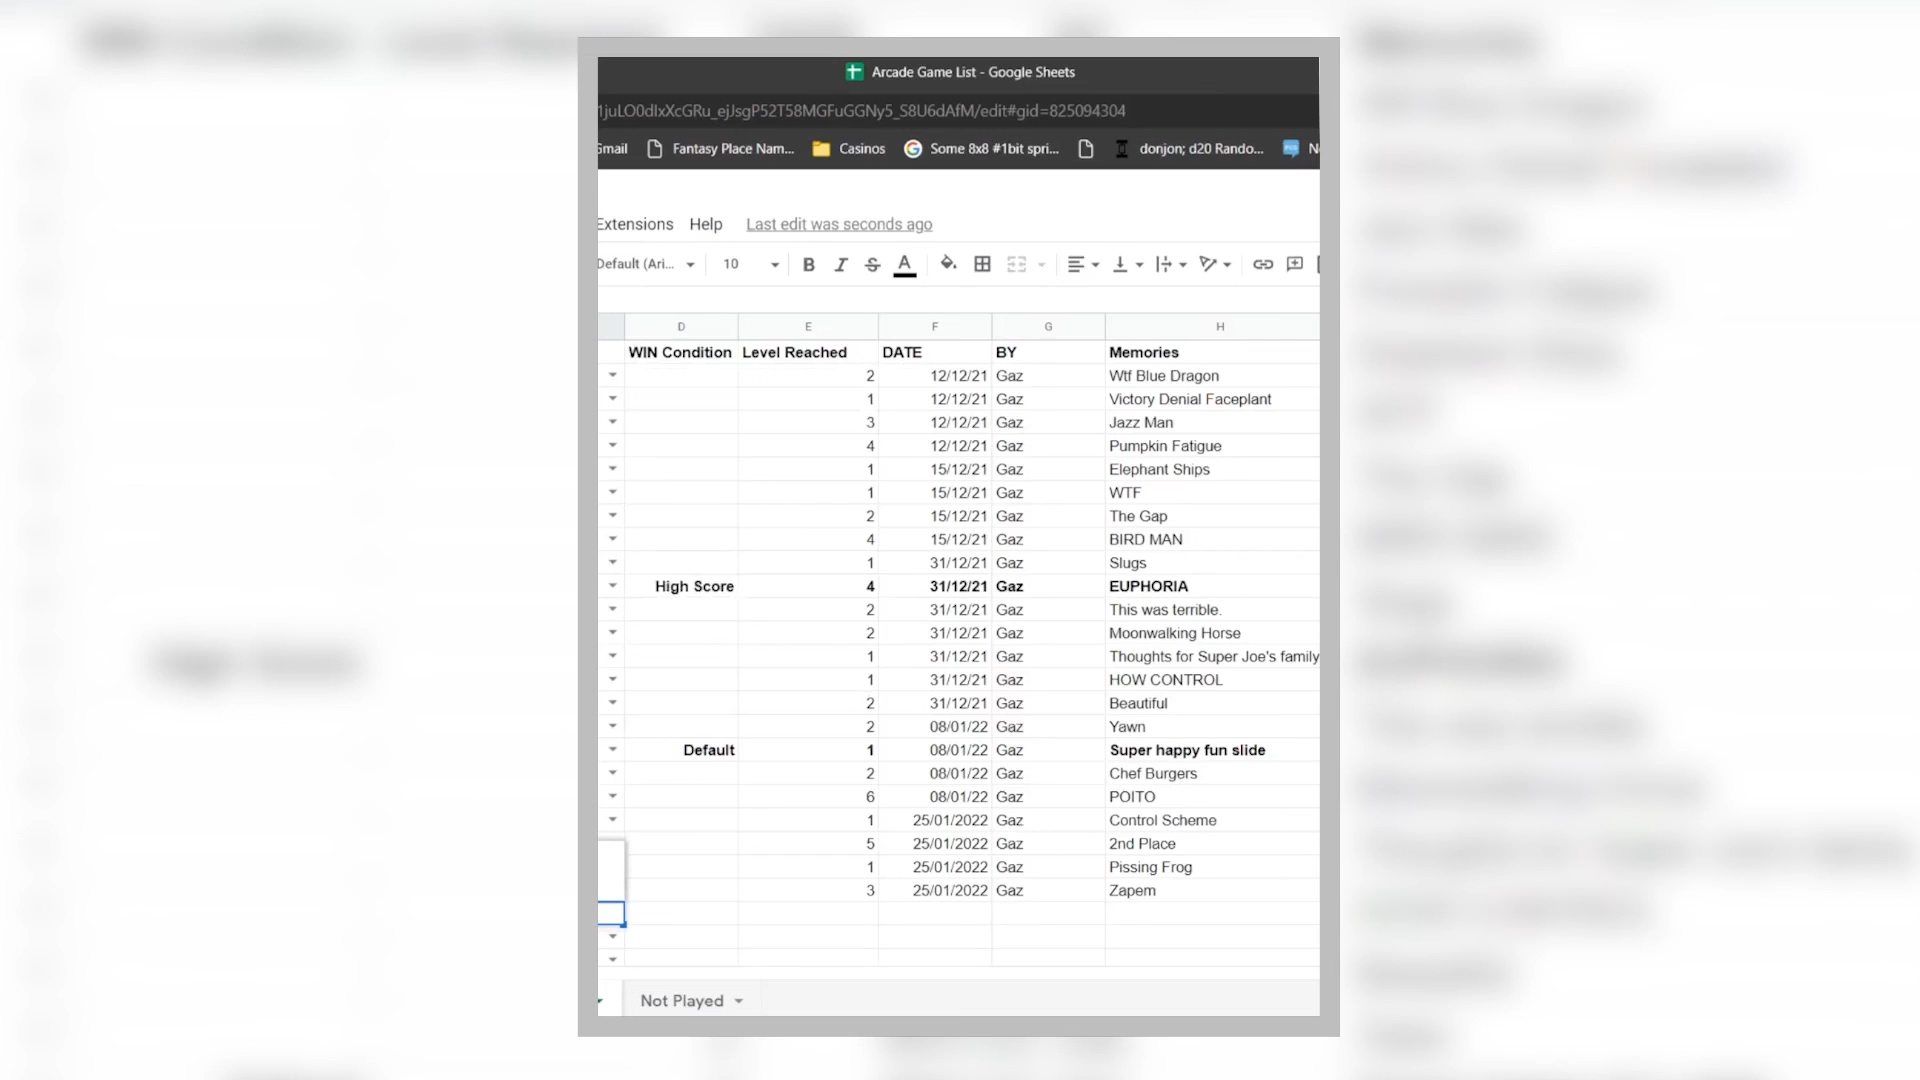 Arcade Game List - Google Sheets
1juLO0dIxXcGRu_ejJsgP52T58MGFuGGNy5_S8U6dAfM/edit#gid=825094304
Gmail Fantasy Place Nam... Casinos Some 8x8 #1bit spri... donjon; d20 Rando...
Extensions Help Last edit was seconds ago
Default (Ari... 10 B I S A
D E F G H
WIN Condition Level Reached DATE BY Memories
2 12/12/21 Gaz Wtf Blue Dragon
1 12/12/21 Gaz Victory Denial Faceplant
3 12/12/21 Gaz Jazz Man
4 12/12/21 Gaz Pumpkin Fatigue
1 15/12/21 Gaz Elephant Ships
1 15/12/21 Gaz WTF
2 15/12/21 Gaz The Gap
4 15/12/21 Gaz BIRD MAN
1 31/12/21 Gaz Slugs
High Score 4 31/12/21 Gaz EUPHORIA
2 31/12/21 Gaz This was terrible.
2 31/12/21 Gaz Moonwalking Horse
1 31/12/21 Gaz Thoughts for Super Joe's family
1 31/12/21 Gaz HOW CONTROL
2 31/12/21 Gaz Beautiful
2 08/01/22 Gaz Yawn
Default 1 08/01/22 Gaz Super happy fun slide
2 08/01/22 Gaz Chef Burgers
6 08/01/22 Gaz POITO
1 25/01/2022 Gaz Control Scheme
5 25/01/2022 Gaz 2nd Place
1 25/01/2022 Gaz Pissing Frog
3 25/01/2022 Gaz Zapem
Not Played